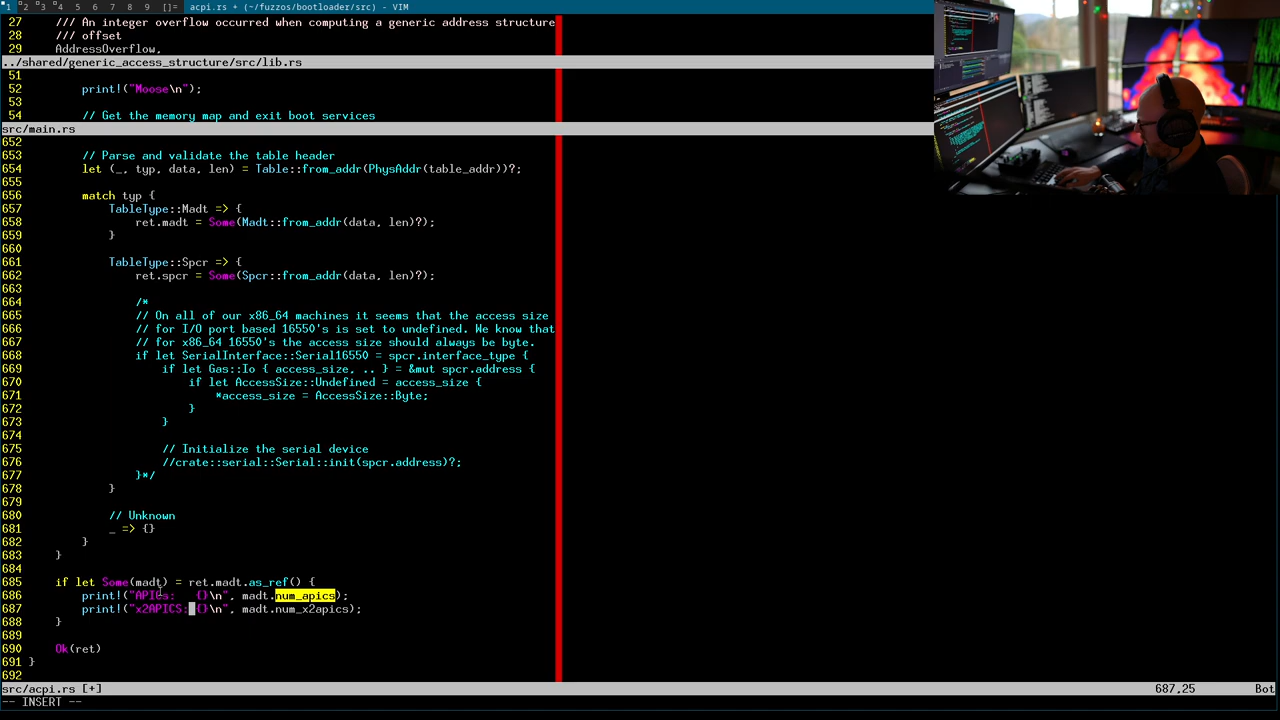 1 2 3 4 5 6 7 8 9 []= acpi.rs + (~/fuzzos/bootloader/src) - VIM
27     /// An integer overflow occurred when computing a generic address structure
28     /// offset
29     AddressOverflow,
../shared/generic_access_structure/src/lib.rs
51
52         print!("Moose\n");
53
54         // Get the memory map and exit boot services
src/main.rs
652
653         // Parse and validate the table header
654         let (_, typ, data, len) = Table::from_addr(PhysAddr(table_addr))?;
655
656         match typ {
657             TableType::Madt => {
658                 ret.madt = Some(Madt::from_addr(data, len)?);
659             }
660
661             TableType::Spcr => {
662                 ret.spcr = Some(Spcr::from_addr(data, len)?);
663
664                 /*
665                 // On all of our x86_64 machines it seems that the access size
666                 // for I/O port based 16550's is set to undefined. We know that
667                 // for x86_64 16550's the access size should always be byte.
668                 if let SerialInterface::Serial16550 = spcr.interface_type {
669                     if let Gas::Io { access_size, .. } = &mut spcr.address {
670                         if let AccessSize::Undefined = access_size {
671                             *access_size = AccessSize::Byte;
672                         }
673                     }
674
675                     // Initialize the serial device
676                     //crate::serial::Serial::init(spcr.address)?;
677                 }*/
678             }
679
680             // Unknown
681             _ => {}
682         }
683     }
684
685     if let Some(madt) = ret.madt.as_ref() {
686         print!("APICs:   {}\n", madt.num_apics);
687         print!("x2APICS: {}\n", madt.num_x2apics);
688     }
689
690     Ok(ret)
691 }
692
src/acpi.rs [+] 687,25 Bot
-- INSERT --